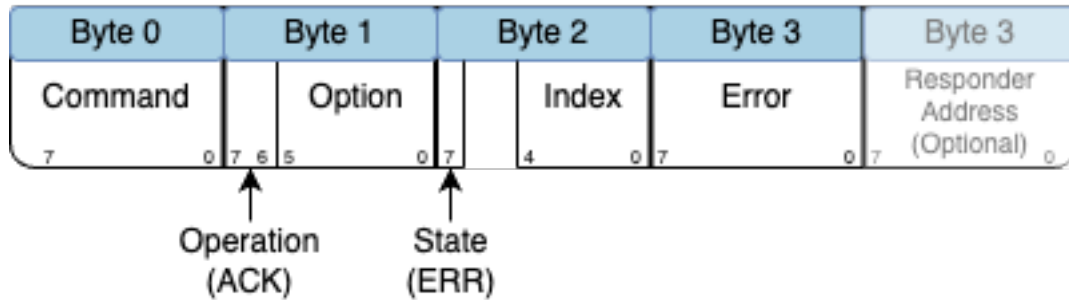 Byte 0 Byte 1 Byte 2 Byte 3 Byte 3
Command Option Index Error Responder
Address
(Optional)
7 0 7 6 5 0 7 4 0 7 0 7 0
Operation State
(ACK) (ERR)